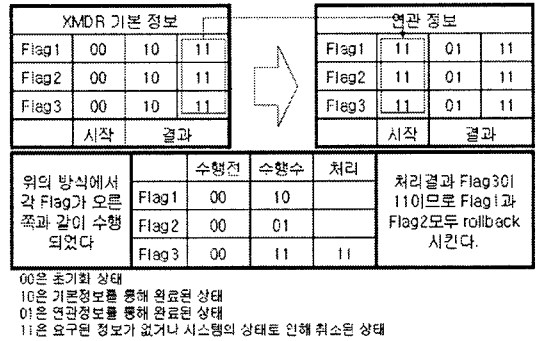 XMDR 기본 정보
Flag1 00 10 11
Flag2 00 10 11
Flag3 00 10 11
시작 결과
연관 정보
Flag1 11 01 11
Flag2 11 01 11
Flag3 11 01 11
시작 결과
위의 방식에서
각 Flag가 오른
쪽과 같이 수행
되었다
수행전 수행수 처리
Flag1 00 10
Flag2 00 01
Flag3 00 11 11
처리결과 Flag3이
11이므로 Flag1과
Flag2모두 rollback
시킨다.
00은 초기화 상태
10은 기본정보를 통해 완료된 상태
01은 연관정보를 통해 완료된 상태
11은 요구된 정보가 없거나 시스템의 상태로 인해 취소된 상태